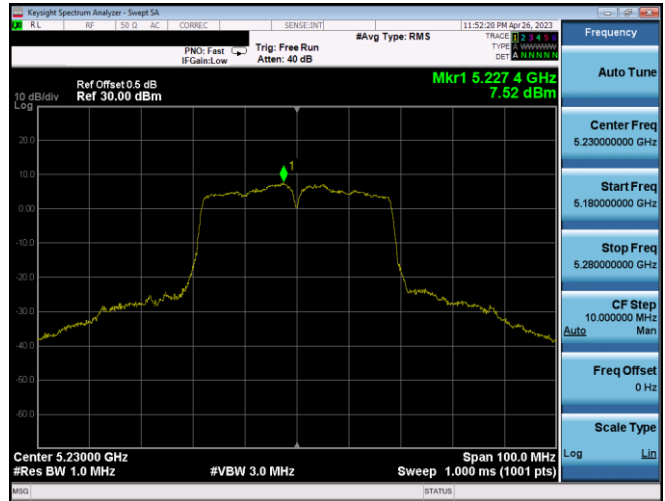 Keysight Spectrum Analyzer - Swept SA
RL RF 50 Ω AC CORREC SENSE:INT 11:52:20 PM Apr 26, 2023
#Avg Type: RMS
TRACE 1 2 3 4 5 6
PNO: Fast Trig: Free Run
TYPE A WWWWW
IFGain:Low Atten: 40 dB
DET A N N N N N
Mkr1 5.227 4 GHz
7.52 dBm
Ref Offset 0.5 dB
10 dB/div Ref 30.00 dBm
Log
20.0
1
10.0
0.00
-10.0
-20.0
-30.0
-40.0
-50.0
-60.0
Center 5.23000 GHz Span 100.0 MHz
#Res BW 1.0 MHz #VBW 3.0 MHz Sweep 1.000 ms (1001 pts)
MSG STATUS
Frequency
Auto Tune
Center Freq
5.230000000 GHz
Start Freq
5.180000000 GHz
Stop Freq
5.280000000 GHz
CF Step
10.000000 MHz
Auto Man
Freq Offset
0 Hz
Scale Type
Log Lin